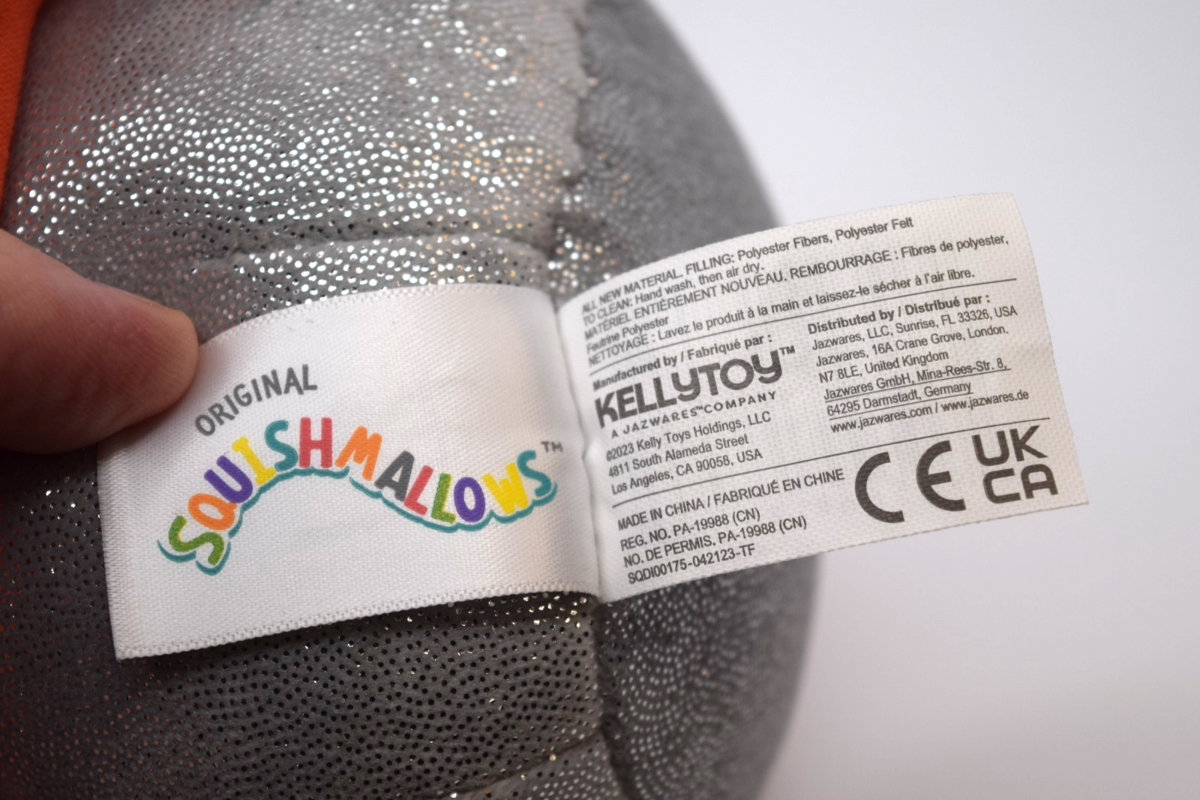 ORIGINAL
SQUISHMALLOWS™
ALL NEW MATERIAL. FILLING: Polyester Fibers, Polyester Felt
TO CLEAN: Hand wash, then air dry.
MATÉRIEL ENTIÈREMENT NOUVEAU. REMBOURRAGE : Fibres de polyester,
Feutrine Polyester
NETTOYAGE : Lavez le produit à la main et laissez-le sécher à l'air libre.
Manufactured by / Fabriqué par :
KELLYTOY™
A JAZWARES™ COMPANY
©2023 Kelly Toys Holdings, LLC
4811 South Alameda Street
Los Angeles, CA 90058, USA
Distributed by / Distribué par :
Jazwares, LLC, Sunrise, FL 33326, USA
Jazwares, 16A Crane Grove, London,
N7 8LE, United Kingdom
Jazwares GmbH, Mina-Rees-Str. 8,
64295 Darmstadt, Germany
www.jazwares.com / www.jazwares.de
MADE IN CHINA / FABRIQUÉ EN CHINE
REG. NO. PA-19988 (CN)
NO. DE PERMIS. PA-19988 (CN)
SQDI00175-042123-TF
CE
UK
CA